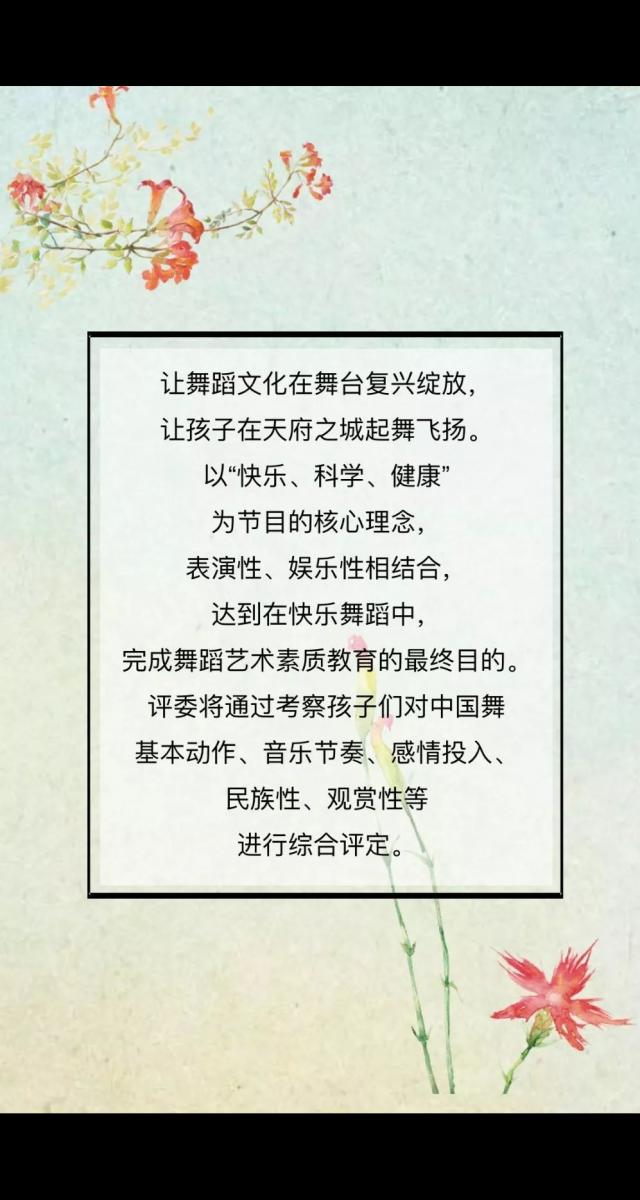 让舞蹈文化在舞台复兴绽放，
让孩子在天府之城起舞飞扬。
以“快乐、科学、健康”
为节目的核心理念，
表演性、娱乐性相结合，
达到在快乐舞蹈中，
完成舞蹈艺术素质教育的最终目的。
评委将通过考察孩子们对中国舞
基本动作、音乐节奏、感情投入、
民族性、观赏性等
进行综合评定。